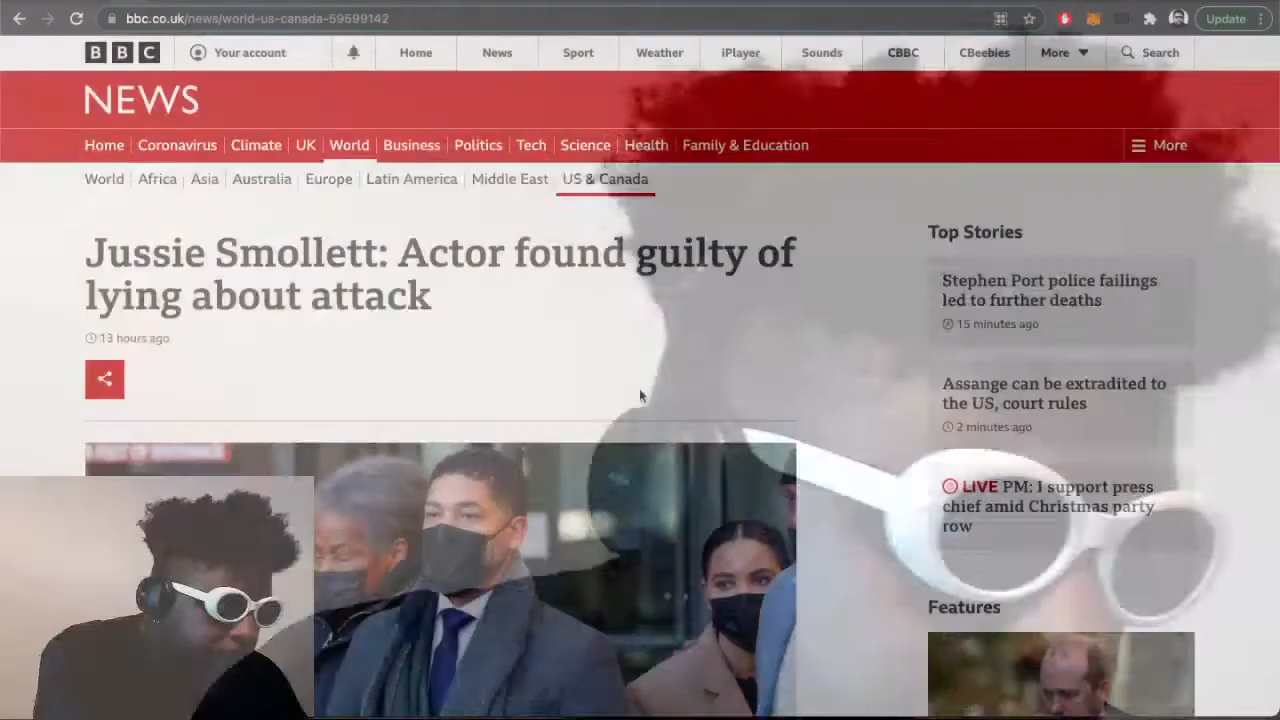 bbc.co.uk/news/world-us-canada-59599142
Update
BBC
Your account
Home
News
Sport
Weather
iPlayer
Sounds
CBBC
CBeebies
More
Search
NEWS
Home
Coronavirus
Climate
UK
World
Business
Politics
Tech
Science
Health
Family & Education
More
World
Africa
Asia
Australia
Europe
Latin America
Middle East
US & Canada
Jussie Smollett: Actor found guilty of
lying about attack
13 hours ago
Top Stories
Stephen Port police failings
led to further deaths
15 minutes ago
Assange can be extradited to
the US, court rules
2 minutes ago
LIVE PM: I support press
chief amid Christmas party
row
Features